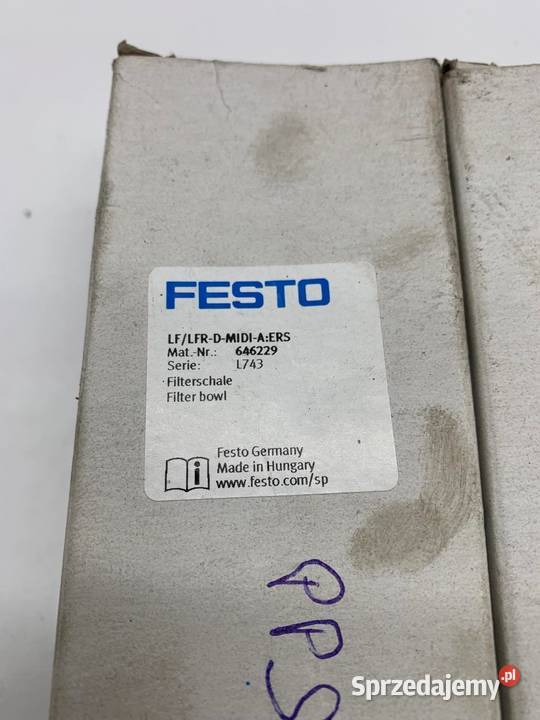 FESTO
LF/LFR-D-MIDI-A:ERS
Mat.-Nr.: 646229
Serie: L743
Filterschale
Filter bowl
Festo Germany
Made in Hungary
www.festo.com/sp
PPS
Sprzedajemy.pl